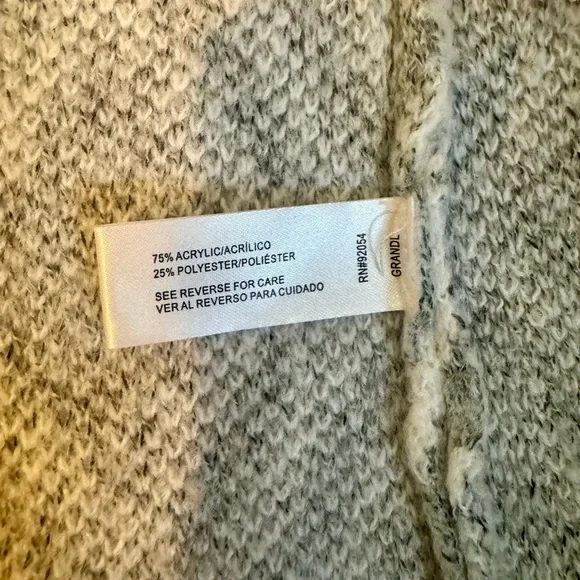 75% ACRYLIC/ACRÍLICO
25% POLYESTER/POLIÉSTER
SEE REVERSE FOR CARE
VER AL REVERSO PARA CUIDADO
RN#92054
GRANDL